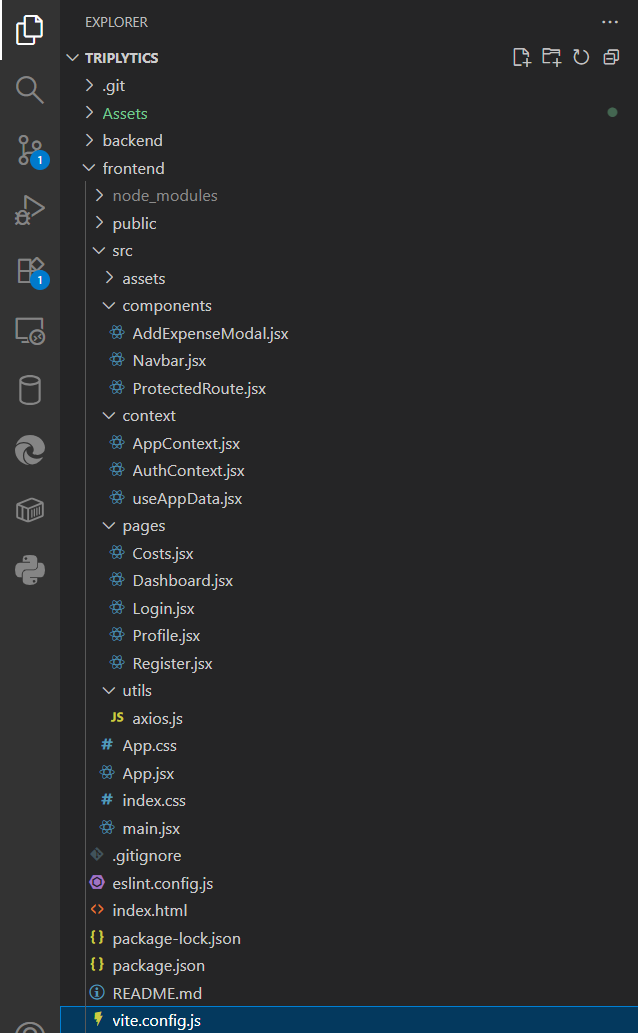 EXPLORER
TRIPLYTICS
.git
Assets
backend
frontend
node_modules
public
src
assets
components
AddExpenseModal.jsx
Navbar.jsx
ProtectedRoute.jsx
context
AppContext.jsx
AuthContext.jsx
useAppData.jsx
pages
Costs.jsx
Dashboard.jsx
Login.jsx
Profile.jsx
Register.jsx
utils
JS axios.js
# App.css
App.jsx
# index.css
main.jsx
.gitignore
eslint.config.js
<> index.html
{} package-lock.json
{} package.json
README.md
vite.config.js
1
1